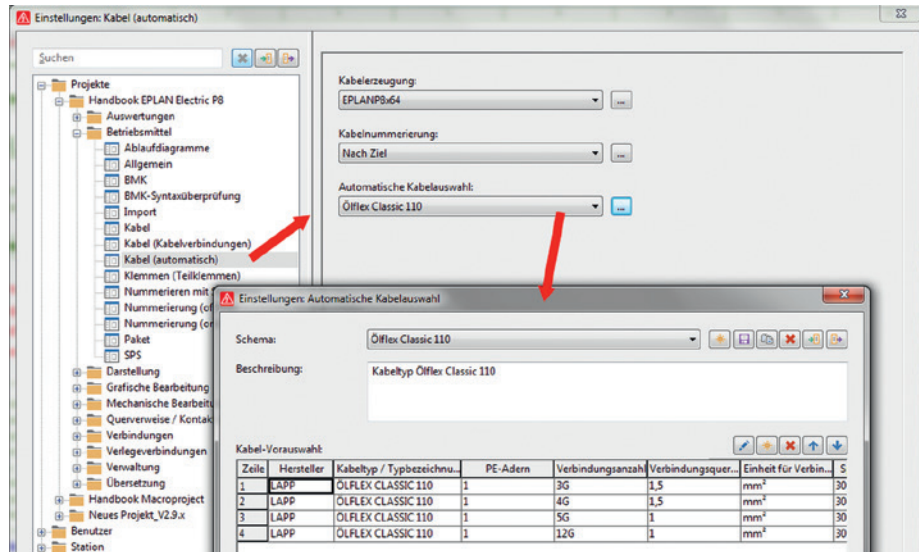 Einstellungen: Kabel (automatisch)
Suchen
Projekte
Handbook EPLAN Electric P8
Auswertungen
Betriebsmittel
Ablaufdiagramme
Allgemein
BMK
BMK-Syntaxüberprüfung
Import
Kabel
Kabel (Kabelverbindungen)
Kabel (automatisch)
Klemmen (Teilklemmen)
Nummerieren mit
Nummerierung
Nummerierung
Paket
SPS
Darstellung
Grafische Bearbeitung
Mechanische
Querverweise /
Verbindungen
Verlegeverbindungen
Verwaltung
Übersetzung
Handbook Macroproject
Neues Projekt_V2.9.x
Benutzer
Station
Kabelerzeugung:
EPLANP8x64
...
Kabelnummerierung:
Nach Ziel
...
Automatische Kabelauswahl:
Ölflex Classic 110
...
Einstellungen: Automatische Kabelauswahl
Schema:
Ölflex Classic 110
Beschreibung:
Kabeltyp Ölflex Classic 110
Kabel-Vorauswahl:
Zeile Hersteller Kabeltyp / Typbezeichnu... PE-Adern Verbindungsanzahl Verbindungsquer... Einheit für Verbin... S
1 LAPP ÖLFLEX CLASSIC 110 1 3G 1,5 mm² 30
2 LAPP ÖLFLEX CLASSIC 110 1 4G 1,5 mm² 30
3 LAPP ÖLFLEX CLASSIC 110 1 5G 1 mm² 30
4 LAPP ÖLFLEX CLASSIC 110 1 12G 1 mm² 30